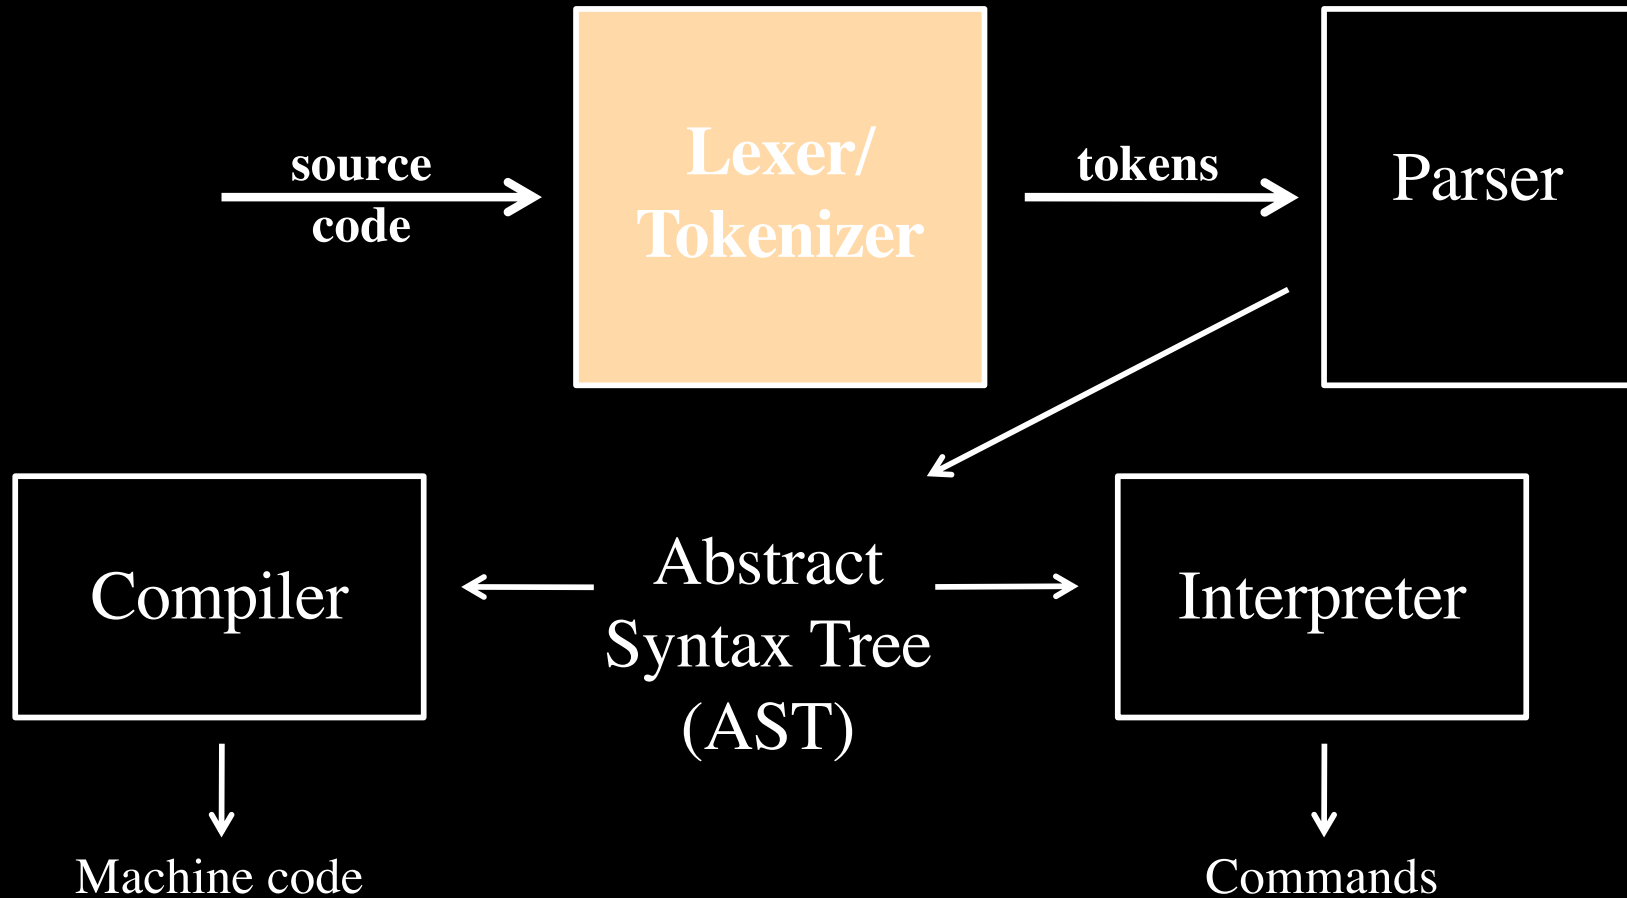 source
code
Lexer/
Tokenizer
tokens
Parser
Compiler
Abstract
Syntax Tree
(AST)
Interpreter
Machine code
Commands